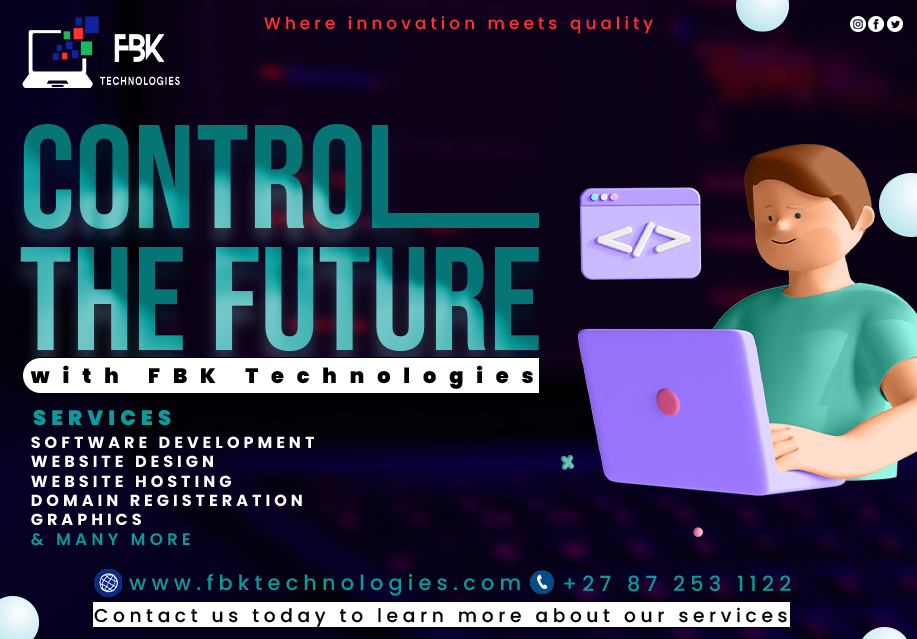 Where innovation meets quality
FBK
TECHNOLOGIES
CONTROL
THE FUTURE
with FBK Technologies
</>
SERVICES
SOFTWARE DEVELOPMENT
WEBSITE DESIGN
WEBSITE HOSTING
DOMAIN REGISTERATION
GRAPHICS
& MANY MORE
www.fbktechnologies.com +27 87 253 1122
Contact us today to learn more about our services